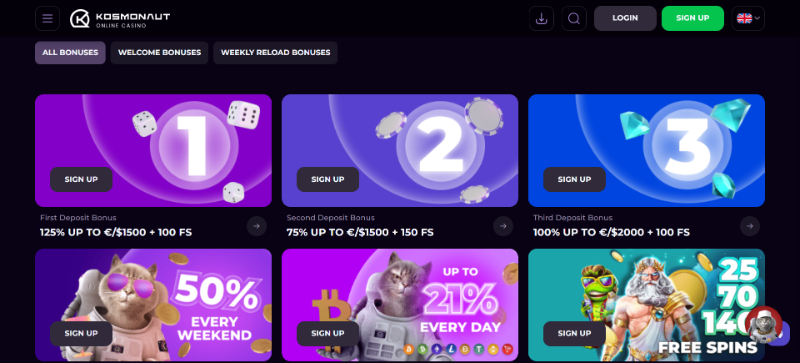 KOSMONAUT
ONLINE CASINO
LOGIN
SIGN UP
ALL BONUSES
WELCOME BONUSES
WEEKLY RELOAD BONUSES
1
SIGN UP
2
SIGN UP
3
SIGN UP
First Deposit Bonus
125% UP TO €/$1500 + 100 FS
Second Deposit Bonus
75% UP TO €/$1500 + 150 FS
Third Deposit Bonus
100% UP TO €/$2000 + 100 FS
50%
EVERY
WEEKEND
SIGN UP
UP TO
21%
EVERY DAY
SIGN UP
25
70
140
FREE SPINS
SIGN UP